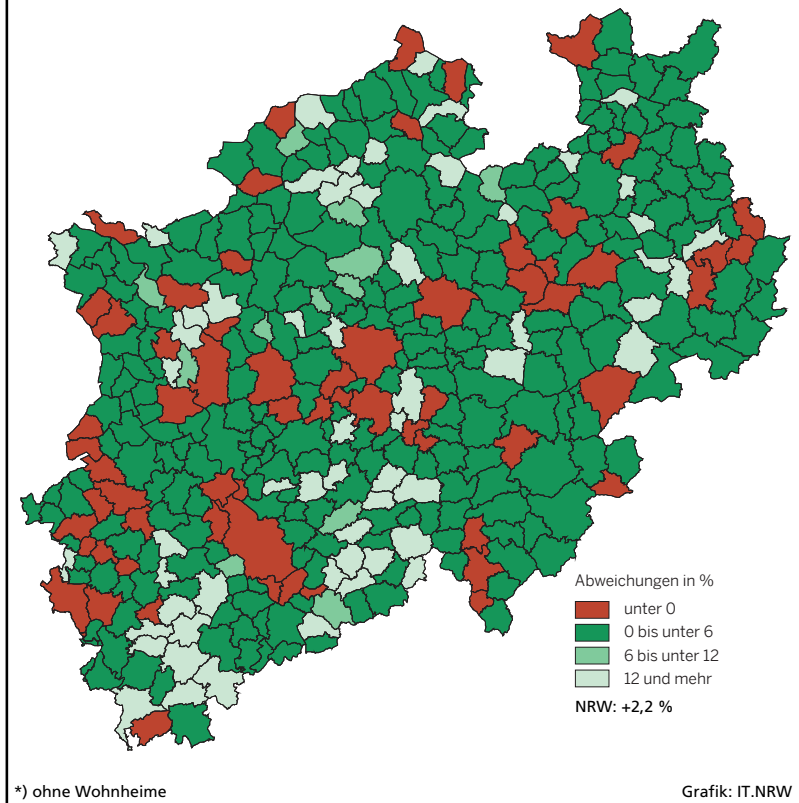 Abweichungen in %
unter 0
0 bis unter 6
6 bis unter 12
12 und mehr
NRW: +2,2 %
*) ohne Wohnheime
Grafik: IT.NRW